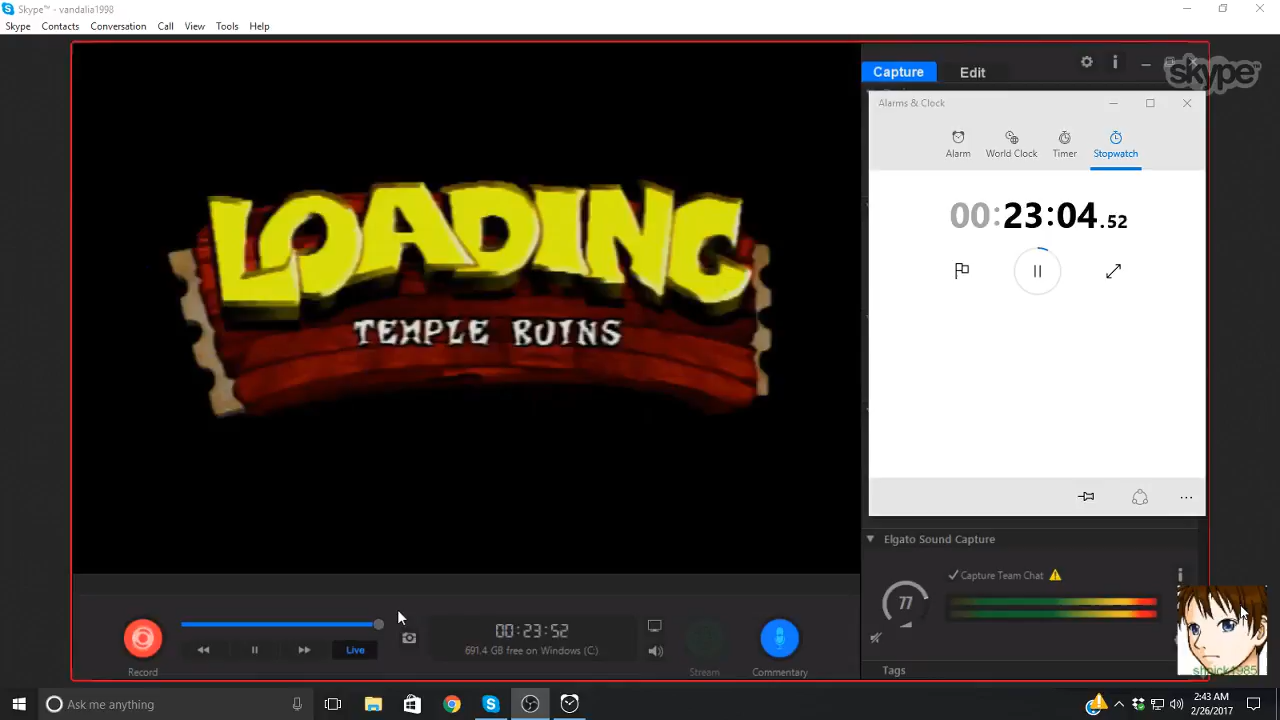 Skype™ - vandalia1998
Skype Contacts Conversation Call View Tools Help
Capture Edit
skype™
Alarms & Clock
Alarm World Clock Timer Stopwatch
00:23:04.52
LOADING
TEMPLE RUINS
Elgato Sound Capture
Capture Team Chat
77
00:23:52
691.4 GB free on Windows (C:)
Live
Record
Stream
Commentary
Tags
shnick1985
Ask me anything
2:43 AM
2/26/2017